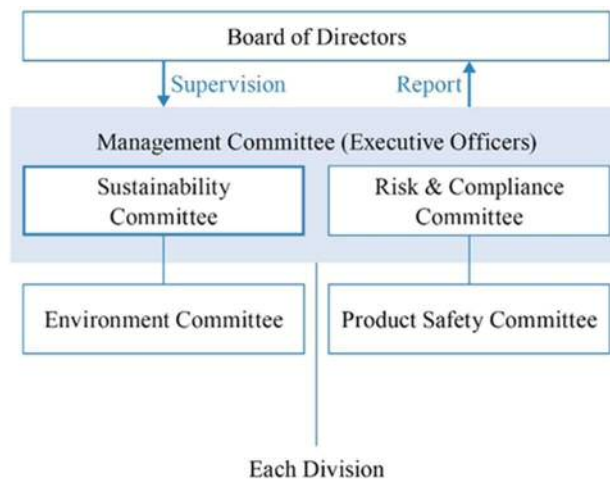 Board of Directors
Supervision
Report
Management Committee (Executive Officers)
Sustainability
Committee
Risk & Compliance
Committee
Environment Committee
Product Safety Committee
Each Division